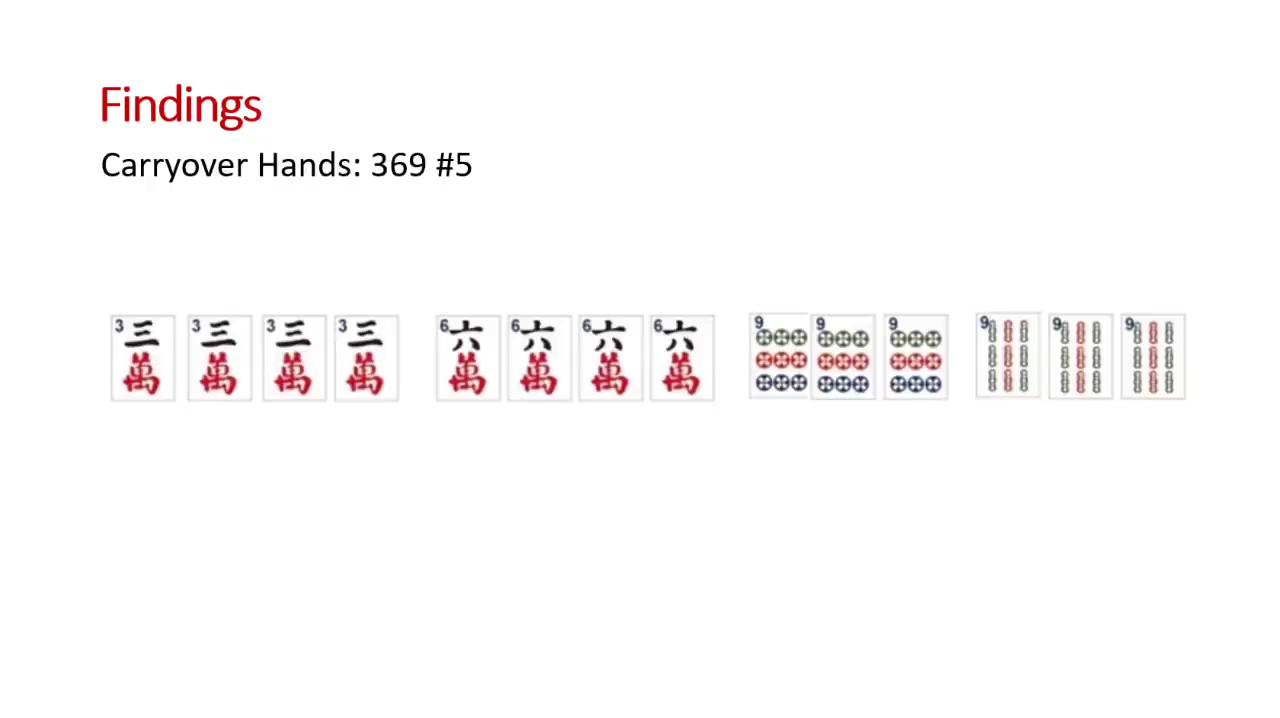 Findings
Carryover Hands: 369 #5
3 3 3 3 6 6 6 6 9 9 9 9 9 9
三 三 三 三 六 六 六 六
萬 萬 萬 萬 萬 萬 萬 萬